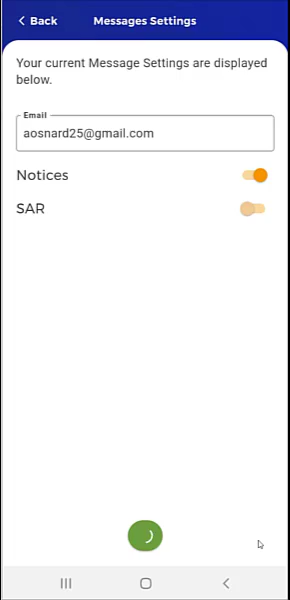 Back
Messages Settings
Your current Message Settings are displayed
below.
Email
aosnard25@gmail.com
Notices
SAR